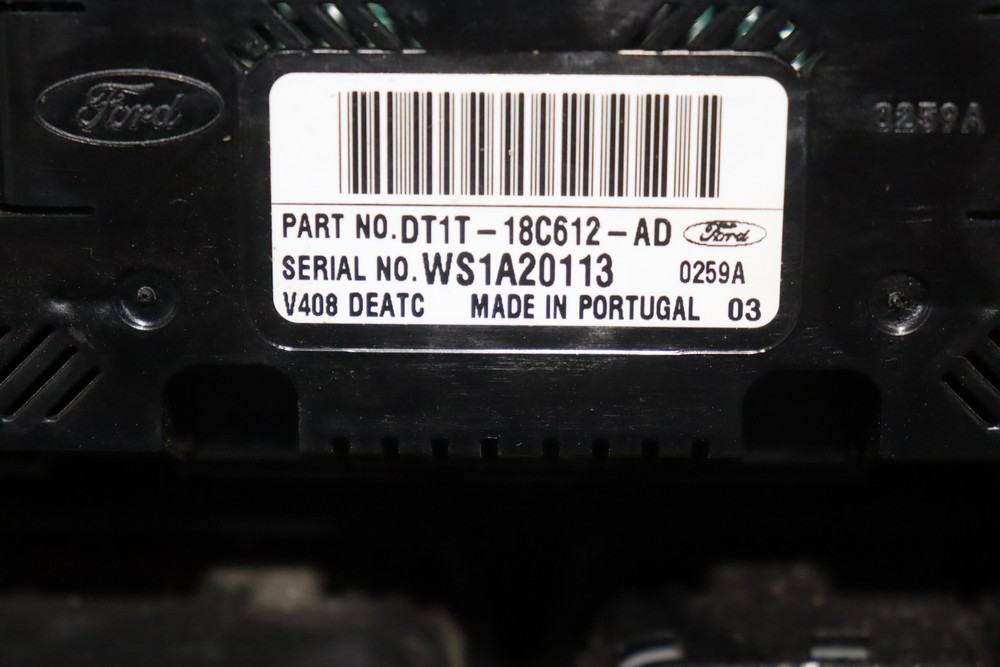 Ford
0259A
PART NO. DT1T-18C612-AD Ford
SERIAL NO. WS1A20113 0259A
V408 DEATC MADE IN PORTUGAL 03